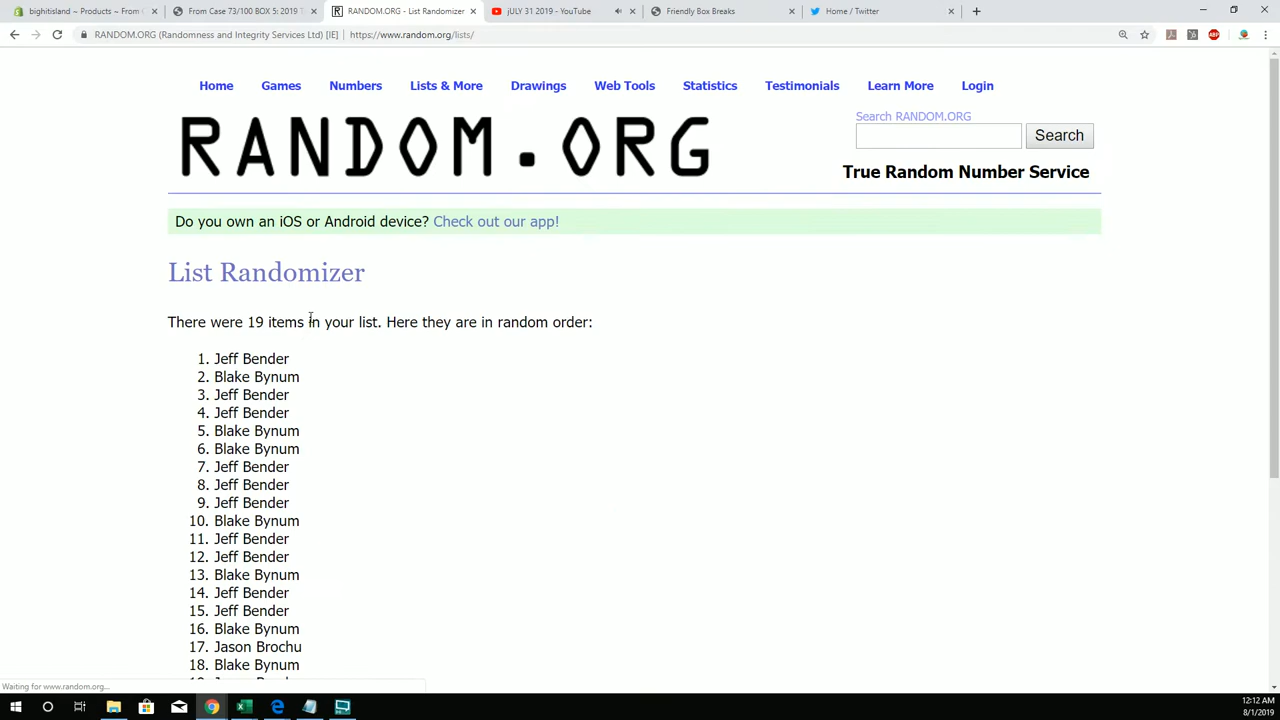 bighitisland ~ Products ~ From C
From Case 73/100 BOX 5: 2019 T
RANDOM.ORG - List Randomizer
jULY 31 2019 - YouTube
Friendly Box Breaks
Home / Twitter
RANDOM.ORG (Randomness and Integrity Services Ltd) [IE] | https://www.random.org/lists/
Home Games Numbers Lists & More Drawings Web Tools Statistics Testimonials Learn More Login
RANDOM.ORG
Search RANDOM.ORG
Search
True Random Number Service
Do you own an iOS or Android device? Check out our app!
List Randomizer
There were 19 items in your list. Here they are in random order:
1. Jeff Bender
2. Blake Bynum
3. Jeff Bender
4. Jeff Bender
5. Blake Bynum
6. Blake Bynum
7. Jeff Bender
8. Jeff Bender
9. Jeff Bender
10. Blake Bynum
11. Jeff Bender
12. Jeff Bender
13. Blake Bynum
14. Jeff Bender
15. Jeff Bender
16. Blake Bynum
17. Jason Brochu
18. Blake Bynum
Waiting for www.random.org...
12:12 AM
8/1/2019